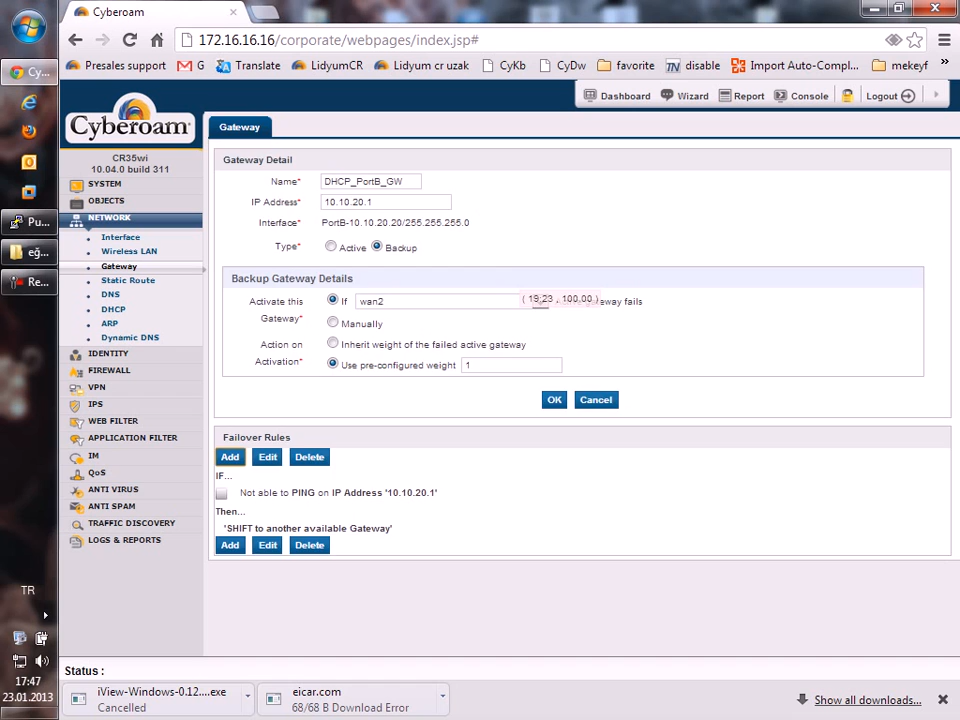 Cyberoam
172.16.16.16/corporate/webpages/index.jsp#
Presales support
G
Translate
LidyumCR
Lidyum cr uzak
CyKb
CyDw
favorite
disable
Import Auto-Compl...
mekeyf
»
Cy...
Pu...
eğ...
Re...
TR
17:47
23.01.2013
Dashboard
Wizard
Report
Console
Logout
Cyberoam
CR35wi
10.04.0 build 311
SYSTEM
OBJECTS
NETWORK
Interface
Wireless LAN
Gateway
Static Route
DNS
DHCP
ARP
Dynamic DNS
IDENTITY
FIREWALL
VPN
IPS
WEB FILTER
APPLICATION FILTER
IM
QoS
ANTI VIRUS
ANTI SPAM
TRAFFIC DISCOVERY
LOGS & REPORTS
Gateway
Gateway Detail
Name* DHCP_PortB_GW
IP Address* 10.10.20.1
Interface* PortB-10.10.20.20/255.255.255.0
Type* Active Backup
Backup Gateway Details
Activate this Gateway*
If wan2 (19,23 , 100,00) gateway fails
Manually
Action on Activation*
Inherit weight of the failed active gateway
Use pre-configured weight 1
OK Cancel
Failover Rules
Add Edit Delete
IF...
Not able to PING on IP Address '10.10.20.1'
Then...
'SHIFT to another available Gateway'
Add Edit Delete
Status :
iView-Windows-0.12....exe
Cancelled
eicar.com
68/68 B Download Error
Show all downloads...